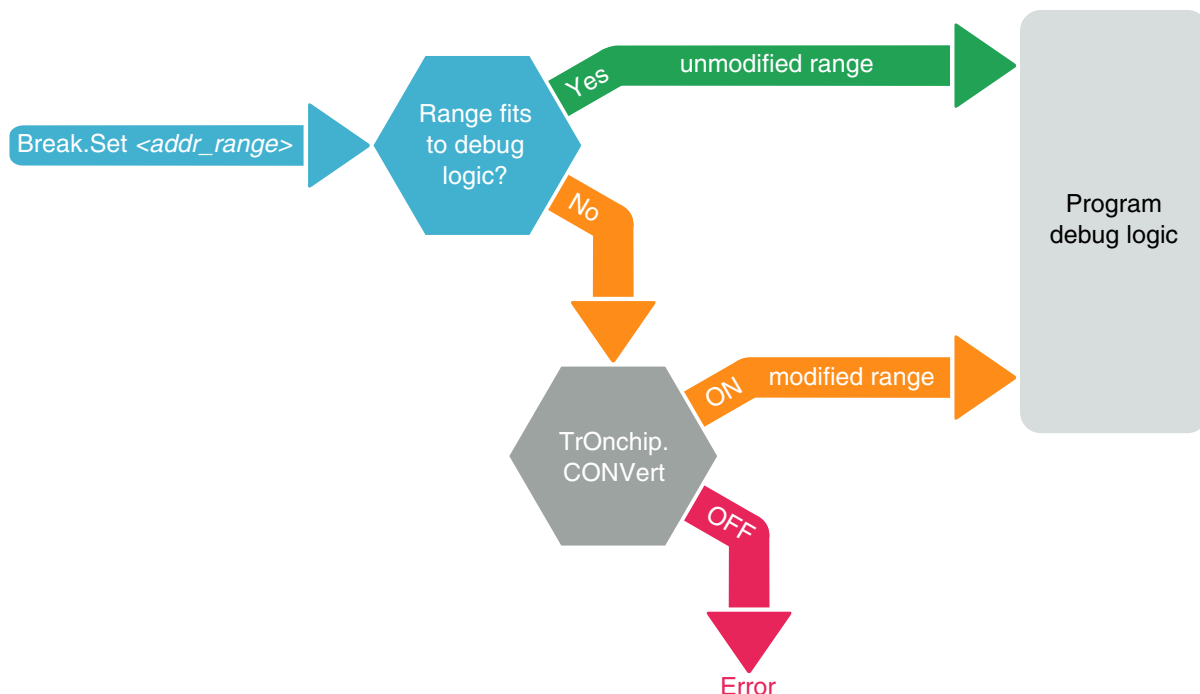 Break.Set <addr_range>
Range fits
to debug
logic?
Yes
unmodified range
No
Program
debug logic
TrOnchip.
CONVert
ON
modified range
OFF
Error